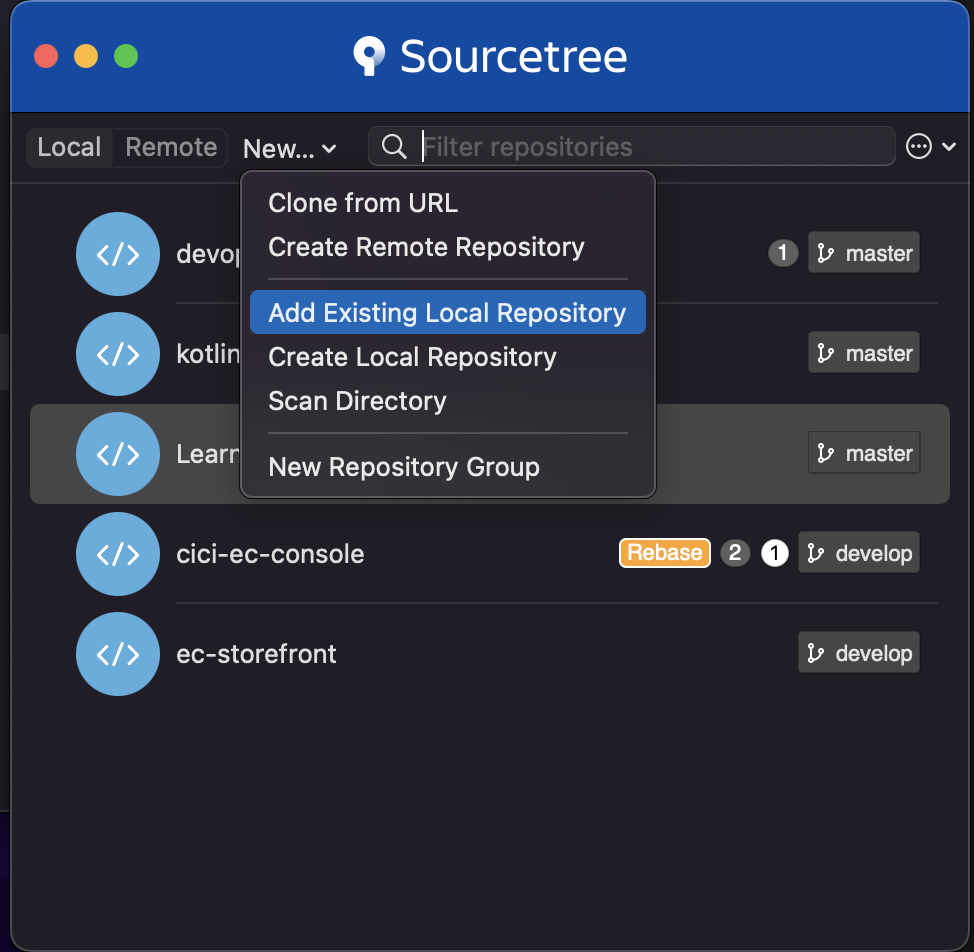 Sourcetree
Local Remote New... Filter repositories
Clone from URL
Create Remote Repository
Add Existing Local Repository
Create Local Repository
Scan Directory
New Repository Group
1 master
kotlin master
Learn master
cici-ec-console Rebase 2 1 develop
ec-storefront develop